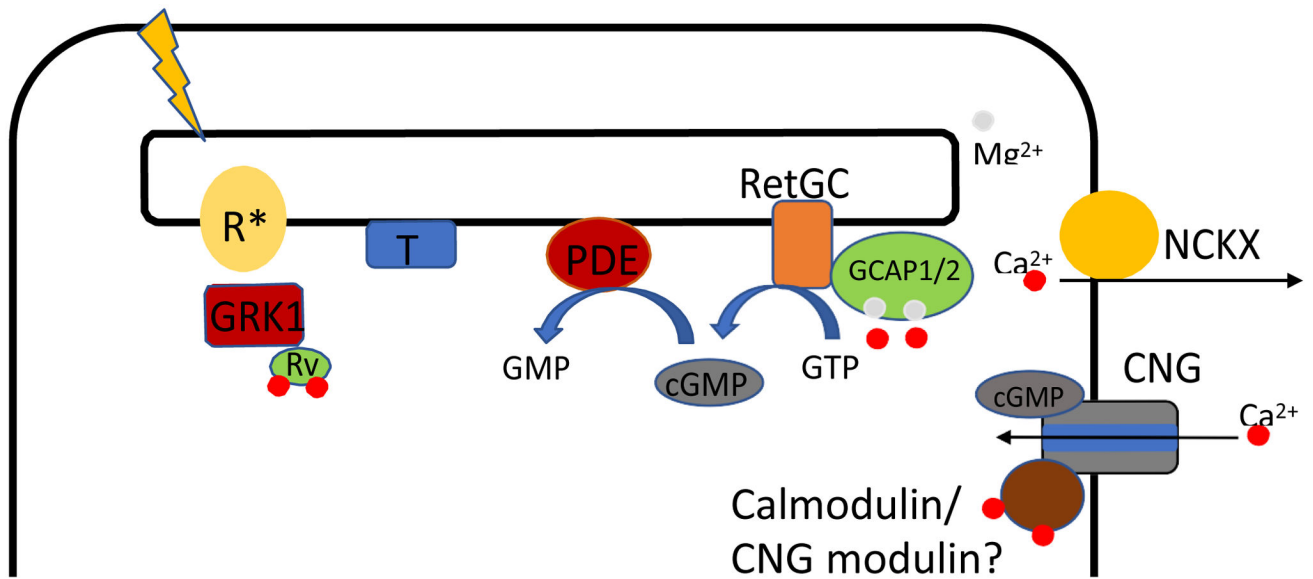 Mg²⁺
RetGC
R*
T
PDE
GCAP1/2
Ca²⁺
NCKX
GRK1
Rv
GMP
cGMP
GTP
CNG
cGMP
Ca²⁺
Calmodulin/
CNG modulin?